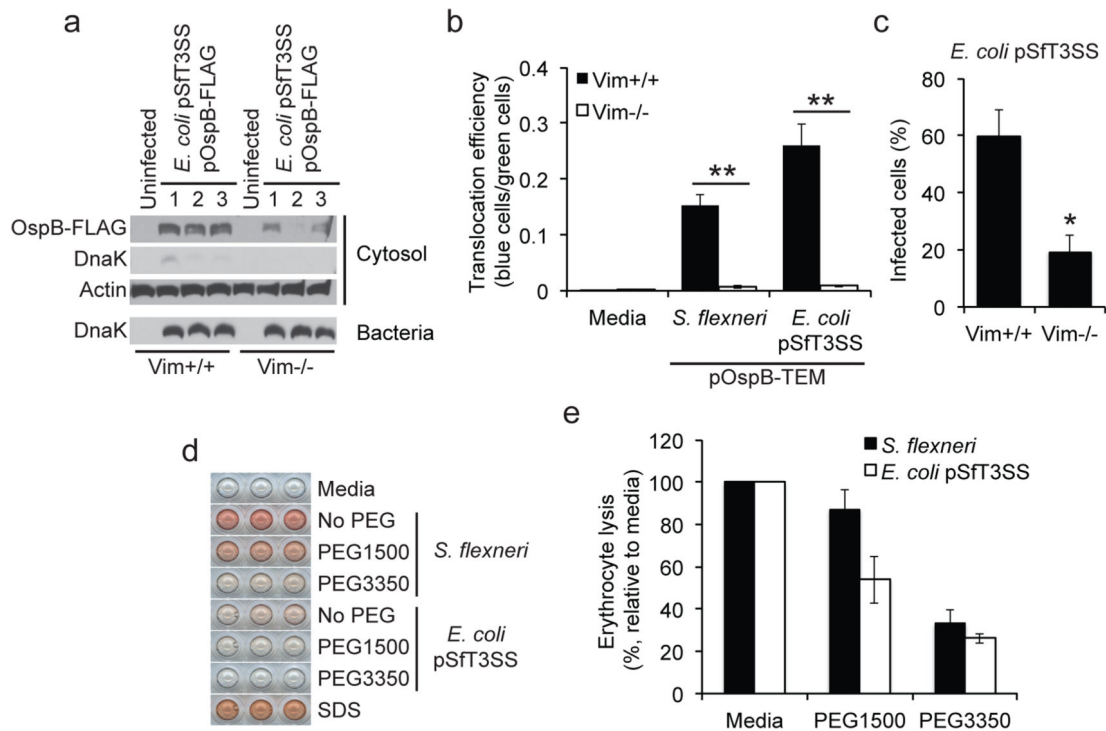 a
Uninfected
E. coli pSfT3SS
pOspB-FLAG
Uninfected
E. coli pSfT3SS
pOspB-FLAG
1 2 3 1 2 3
OspB-FLAG
DnaK
Actin
Cytosol
DnaK
Bacteria
Vim+/+ Vim-/-
b
Translocation efficiency
(blue cells/green cells)
0.4
0.3
0.2
0.1
0
Vim+/+
Vim-/-
**
**
Media S. flexneri E. coli
pSfT3SS
pOspB-TEM
c
E. coli pSfT3SS
Infected cells (%)
80
60
40
20
0
*
Vim+/+ Vim-/-
d
Media
No PEG
PEG1500
PEG3350
S. flexneri
No PEG
PEG1500
PEG3350
E. coli
pSfT3SS
SDS
e
Erythrocyte lysis
(%, relative to media)
120
100
80
60
40
20
0
S. flexneri
E. coli pSfT3SS
Media PEG1500 PEG3350